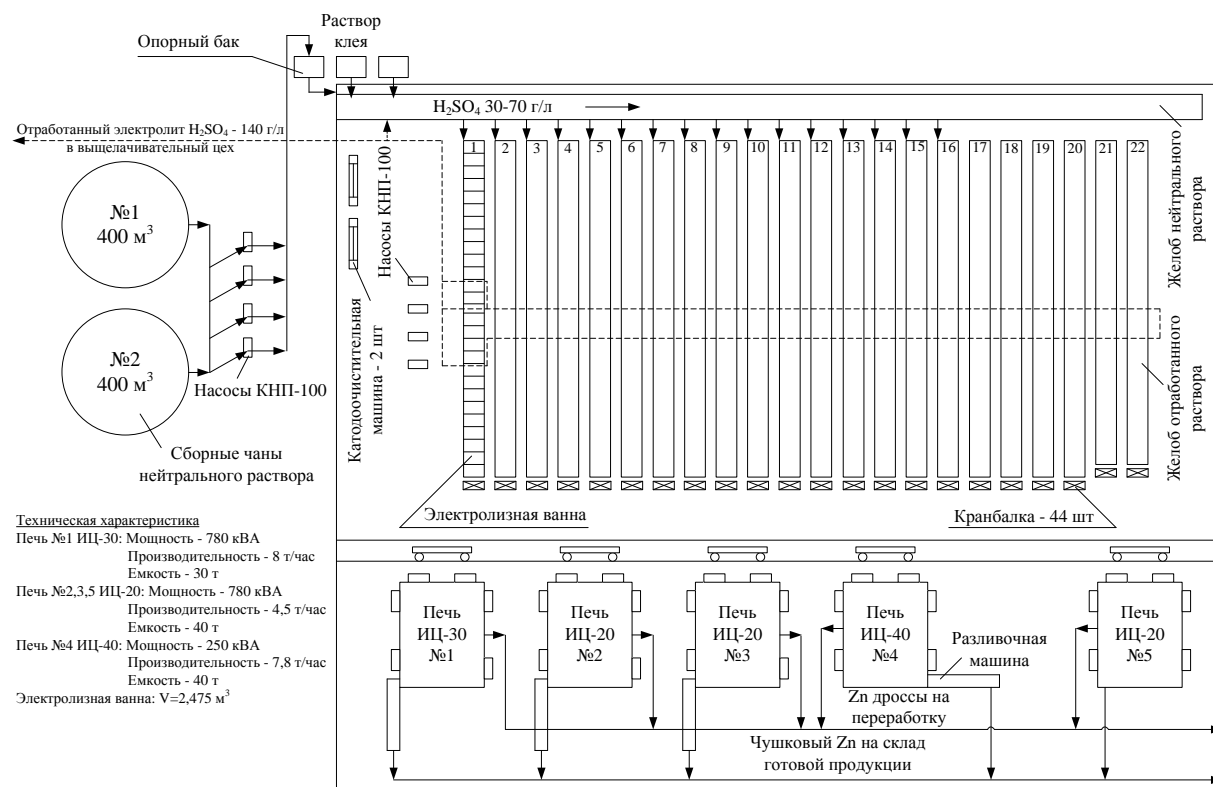 Раствор
клея
Опорный бак
H₂SO₄ 30-70 г/л
Отработанный электролит H₂SO₄ - 140 г/л
в выщелачивательный цех
1
2
3
4
5
6
7
8
9
10
11
12
13
14
15
16
17
18
19
20
21
22
№1
400 м³
№2
400 м³
Насосы КНП-100
Сборные чаны
нейтрального раствора
Катодоочистительная
машина - 2 шт
Насосы КНП-100
Желоб нейтрального
раствора
Желоб отработанного
раствора
Электролизная ванна
Кранбалка - 44 шт
Техническая характеристика
Печь №1 ИЦ-30: Мощность - 780 кВА
Производительность - 8 т/час
Емкость - 30 т
Печь №2,3,5 ИЦ-20: Мощность - 780 кВА
Производительность - 4,5 т/час
Емкость - 40 т
Печь №4 ИЦ-40: Мощность - 250 кВА
Производительность - 7,8 т/час
Емкость - 40 т
Электролизная ванна: V=2,475 м³
Печь
ИЦ-30
№1
Печь
ИЦ-20
№2
Печь
ИЦ-20
№3
Печь
ИЦ-40
№4
Разливочная
машина
Печь
ИЦ-20
№5
Zn дроссы на
переработку
Чушковый Zn на склад
готовой продукции